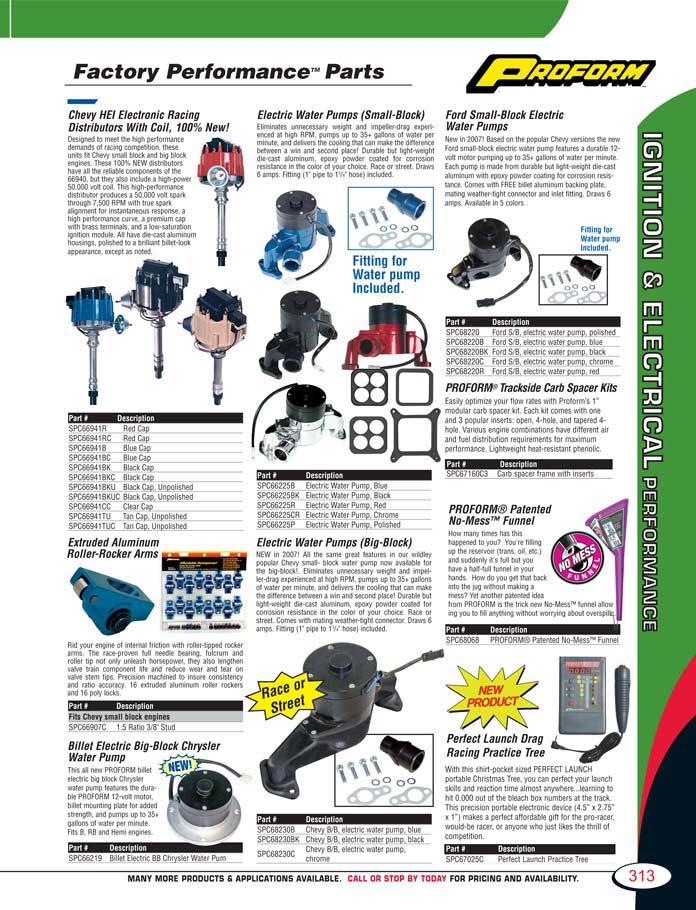 Factory Performance™ Parts
PROFORM
Chevy HEI Electronic Racing
Distributors With Coil, 100% New!
Designed to meet the high performance
demands of racing competition, these
units fit Chevy small block and big block
engines. These 100% NEW distributors
have all the reliable components of the
66940, but they also include a high-power
50,000 volt coil. This high-performance
distributor produces a 50,000 volt spark
through 7,500 RPM with true spark
alignment for instantaneous response, a
high performance curve, a premium cap
with brass terminals, and a low-saturation
ignition module. All have die-cast aluminum
housings, polished to a brilliant billet-look
appearance, except as noted.
Part # Description
SPC66941R Red Cap
SPC66941RC Red Cap
SPC66941B Blue Cap
SPC66941BC Blue Cap
SPC66941BK Black Cap
SPC66941BKC Black Cap
SPC66941BKU Black Cap, Unpolished
SPC66941BKUC Black Cap, Unpolished
SPC66941CC Clear Cap
SPC66941TU Tan Cap, Unpolished
SPC66941TUC Tan Cap, Unpolished
Extruded Aluminum
Roller-Rocker Arms
Rid your engine of internal friction with roller-tipped rocker
arms. The race-proven full needle bearing, fulcrum and
roller tip not only unleash horsepower, they also lengthen
valve train component life and reduce wear and tear on
valve stem tips. Precision machined to insure consistency
and ratio accuracy. 16 extruded aluminum roller rockers
and 16 poly locks.
Part # Description
Fits Chevy small block engines
SPC66907C 1.5 Ratio 3/8" Stud
Billet Electric Big-Block Chrysler
Water Pump
This all new PROFORM billet
electric big block Chrysler
water pump features the dura-
ble PROFORM 12-volt motor,
billet mounting plate for added
strength, and pumps up to 35+
gallons of water per minute.
Fits B, RB and Hemi engines.
NEW!
Part # Description
SPC66219 Billet Electric BB Chrysler Water Pum
Electric Water Pumps (Small-Block)
Eliminates unnecessary weight and impeller-drag experi-
enced at high RPM, pumps up to 35+ gallons of water per
minute, and delivers the cooling that can make the difference
between a win and second place! Durable but light-weight
die-cast aluminum, epoxy powder coated for corrosion
resistance in the color of your choice. Race or street. Draws
6 amps. Fitting (1" pipe to 1¾" hose) included.
Fitting for
Water pump
Included.
Part # Description
SPC66225B Electric Water Pump, Blue
SPC66225BK Electric Water Pump, Black
SPC66225R Electric Water Pump, Red
SPC66225CR Electric Water Pump, Chrome
SPC66225P Electric Water Pump, Polished
Electric Water Pumps (Big-Block)
NEW in 2007! All the same great features in our wildley
popular Chevy small- block water pump now available for
the big-block!. Eliminates unnecessary weight and impel-
ler-drag experienced at high RPM, pumps up to 35+ gallons
of water per minute, and delivers the cooling that can make
the difference between a win and second place! Durable but
light-weight die-cast aluminum, epoxy powder coated for
corrosion resistance in the color of your choice. Race or
street. Comes with mating weather-tight connector. Draws 6
amps. Fitting (1" pipe to 1¾" hose) included.
Race or
Street
Part # Description
SPC68230B Chevy B/B, electric water pump, blue
SPC68230BK Chevy B/B, electric water pump, black
SPC68230C Chevy B/B, electric water pump,
chrome
Ford Small-Block Electric
Water Pumps
New in 2007! Based on the popular Chevy versions the new
Ford small-block electric water pump features a durable 12-
volt motor pumping up to 35+ gallons of water per minute.
Each pump is made from durable but light-weight die-cast
aluminum with epoxy powder coating for corrosion resis-
tance. Comes with FREE billet aluminum backing plate,
mating weather-tight connector and inlet fitting. Draws 6
amps. Available in 5 colors.
Fitting for
Water pump
Included.
Part # Description
SPC68220 Ford S/B, electric water pump, polished
SPC68220B Ford S/B, electric water pump, blue
SPC68220BK Ford S/B, electric water pump, black
SPC68220C Ford S/B, electric water pump, chrome
SPC68220R Ford S/B, electric water pump, red
PROFORM® Trackside Carb Spacer Kits
Easily optimize your flow rates with Proform's 1"
modular carb spacer kit. Each kit comes with one
and 3 popular inserts: open, 4-hole, and tapered 4-
hole. Various engine combinations have different air
and fuel distribution requirements for maximum
performance. Lightweight heat-resistant phenolic.
Part # Description
SPC67160C3 Carb spacer frame with inserts
PROFORM® Patented
No-Mess™ Funnel
How many times has this
happened to you? You're filling
up the reservoir (trans, oil, etc.)
and suddenly it's full but you
have a half-full funnel in your
hands. How do you get that back
into the jug without making a
mess? Yet another patented idea
from PROFORM is the trick new No-Mess™ funnel allow
ing you to fill anything without worrying about overspille
NO MESS
FUNNEL
Part # Description
SPC68068 PROFORM® Patented No-Mess™ Funnel
NEW
PRODUCT
Perfect Launch Drag
Racing Practice Tree
With this shirt-pocket sized PERFECT LAUNCH
portable Christmas Tree, you can perfect your launch
skills and reaction time almost anywhere...learning to
hit 0.000 out of the bleach box numbers at the track.
This precision portable electronic device (4.5" x 2.75"
x 1") makes a perfect affordable gift for the pro-racer,
would-be racer, or anyone who just likes the thrill of
competition.
Part # Description
SPC67025C Perfect Launch Practice Tree
IGNITION & ELECTRICAL PERFORMANCE
MANY MORE PRODUCTS & APPLICATIONS AVAILABLE. CALL OR STOP BY TODAY FOR PRICING AND AVAILABILITY.
313